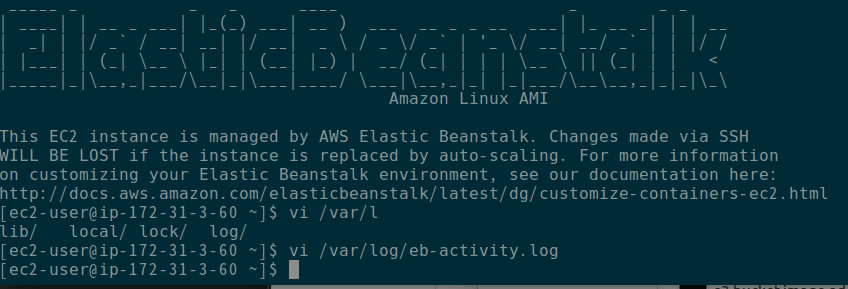 ElasticBeanstalk
Amazon Linux AMI
This EC2 instance is managed by AWS Elastic Beanstalk. Changes made via SSH
WILL BE LOST if the instance is replaced by auto-scaling. For more information
on customizing your Elastic Beanstalk environment, see our documentation here:
http://docs.aws.amazon.com/elasticbeanstalk/latest/dg/customize-containers-ec2.html
[ec2-user@ip-172-31-3-60 ~]$ vi /var/l
lib/   local/ lock/  log/
[ec2-user@ip-172-31-3-60 ~]$ vi /var/log/eb-activity.log
[ec2-user@ip-172-31-3-60 ~]$